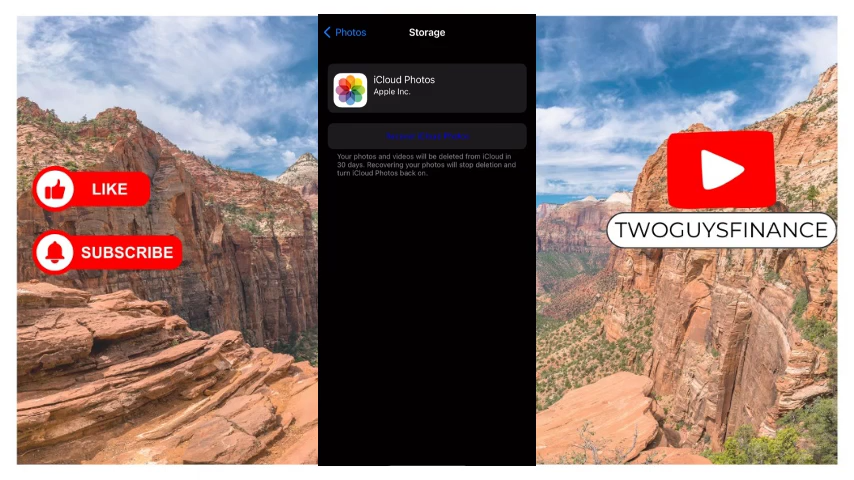 Photos
Storage
iCloud Photos
Apple Inc.
Your photos and videos will be deleted from iCloud in
30 days. Recovering your photos will stop deletion and
turn iCloud Photos back on.
LIKE
SUBSCRIBE
TWOGUYSFINANCE